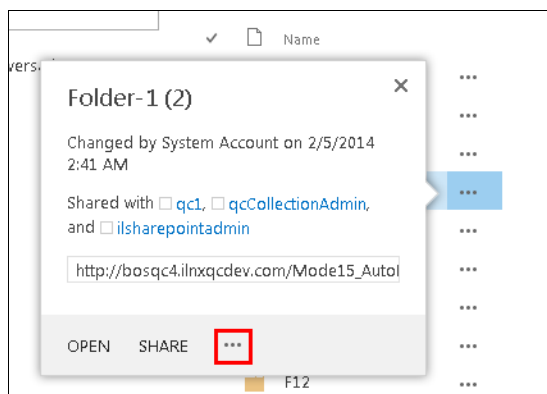 Name
Folder-1 (2)
Changed by System Account on 2/5/2014
2:41 AM
Shared with qc1, qcCollectionAdmin,
and ilsharepointadmin
http://bosqc4.ilnxqcdev.com/Mode15_Autol
OPEN SHARE ...
F12